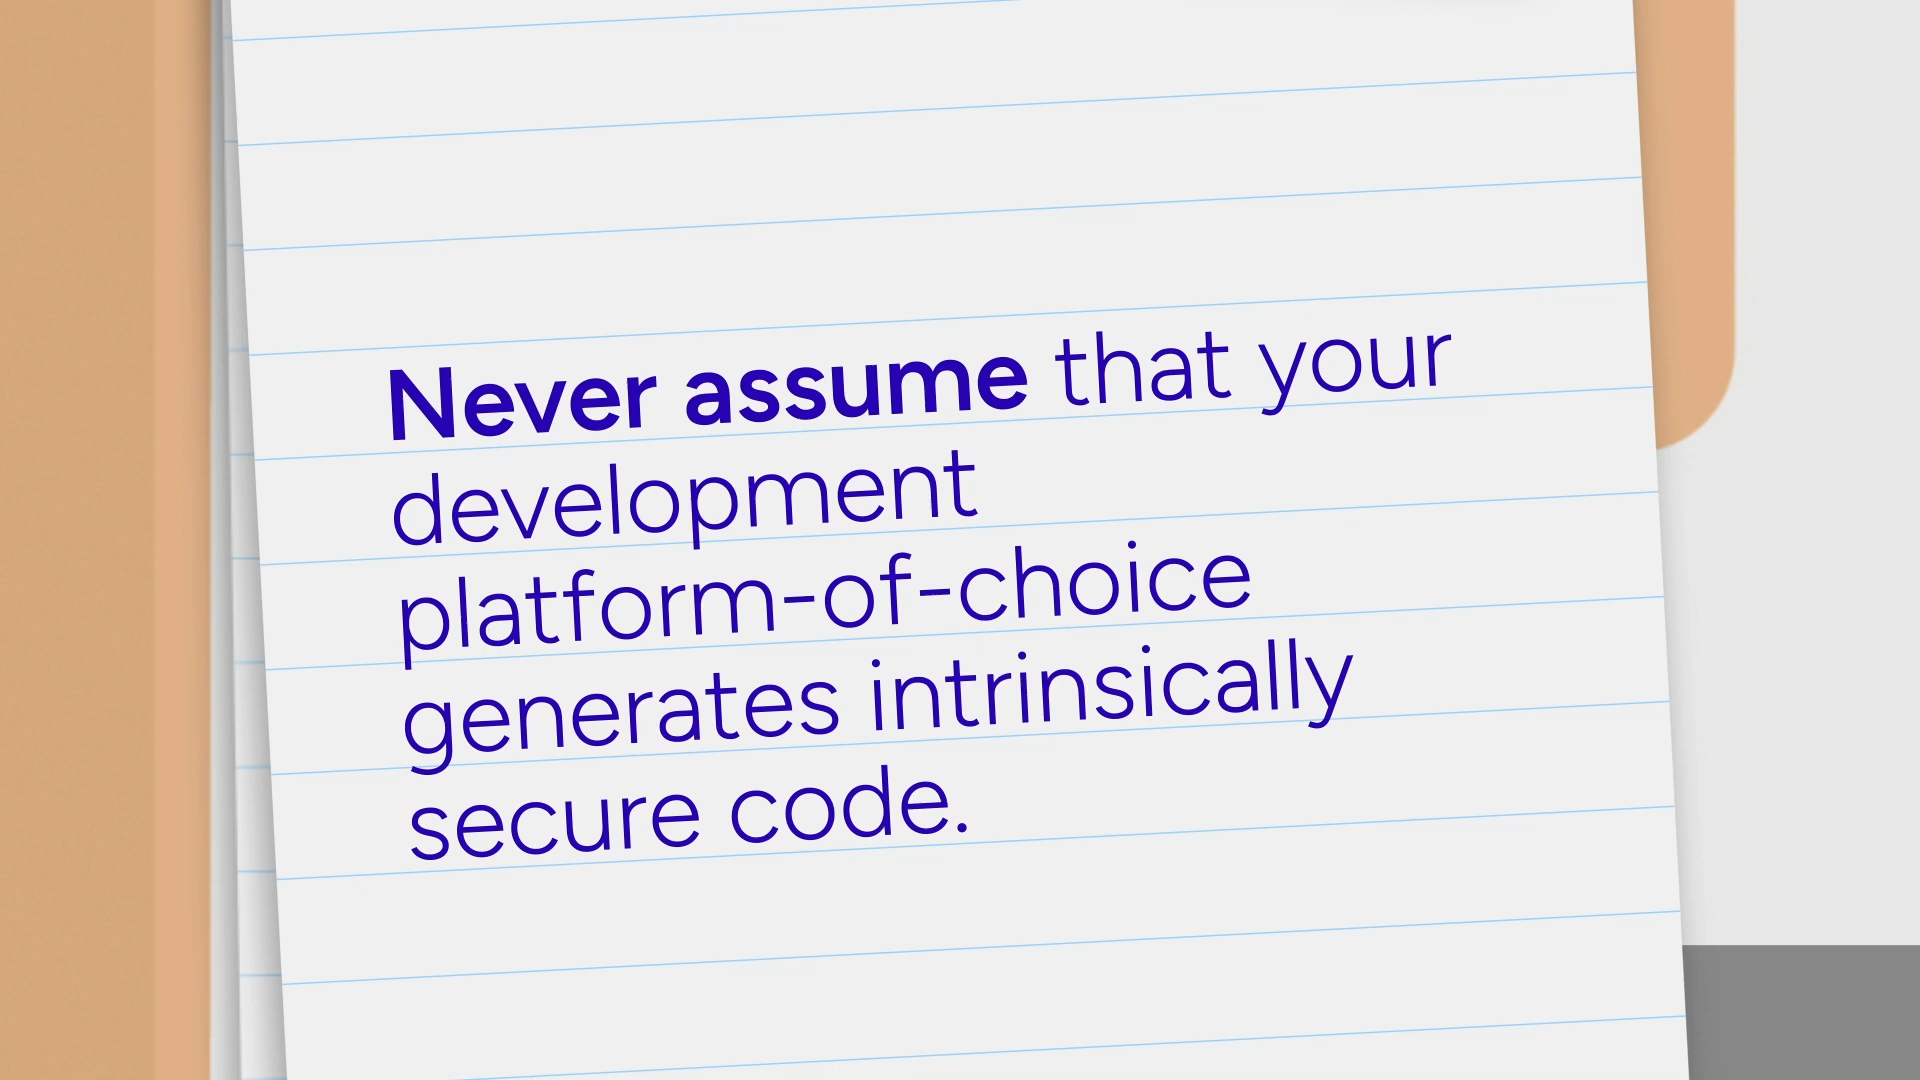 Never assume that your
development
platform-of-choice
generates intrinsically
secure code.